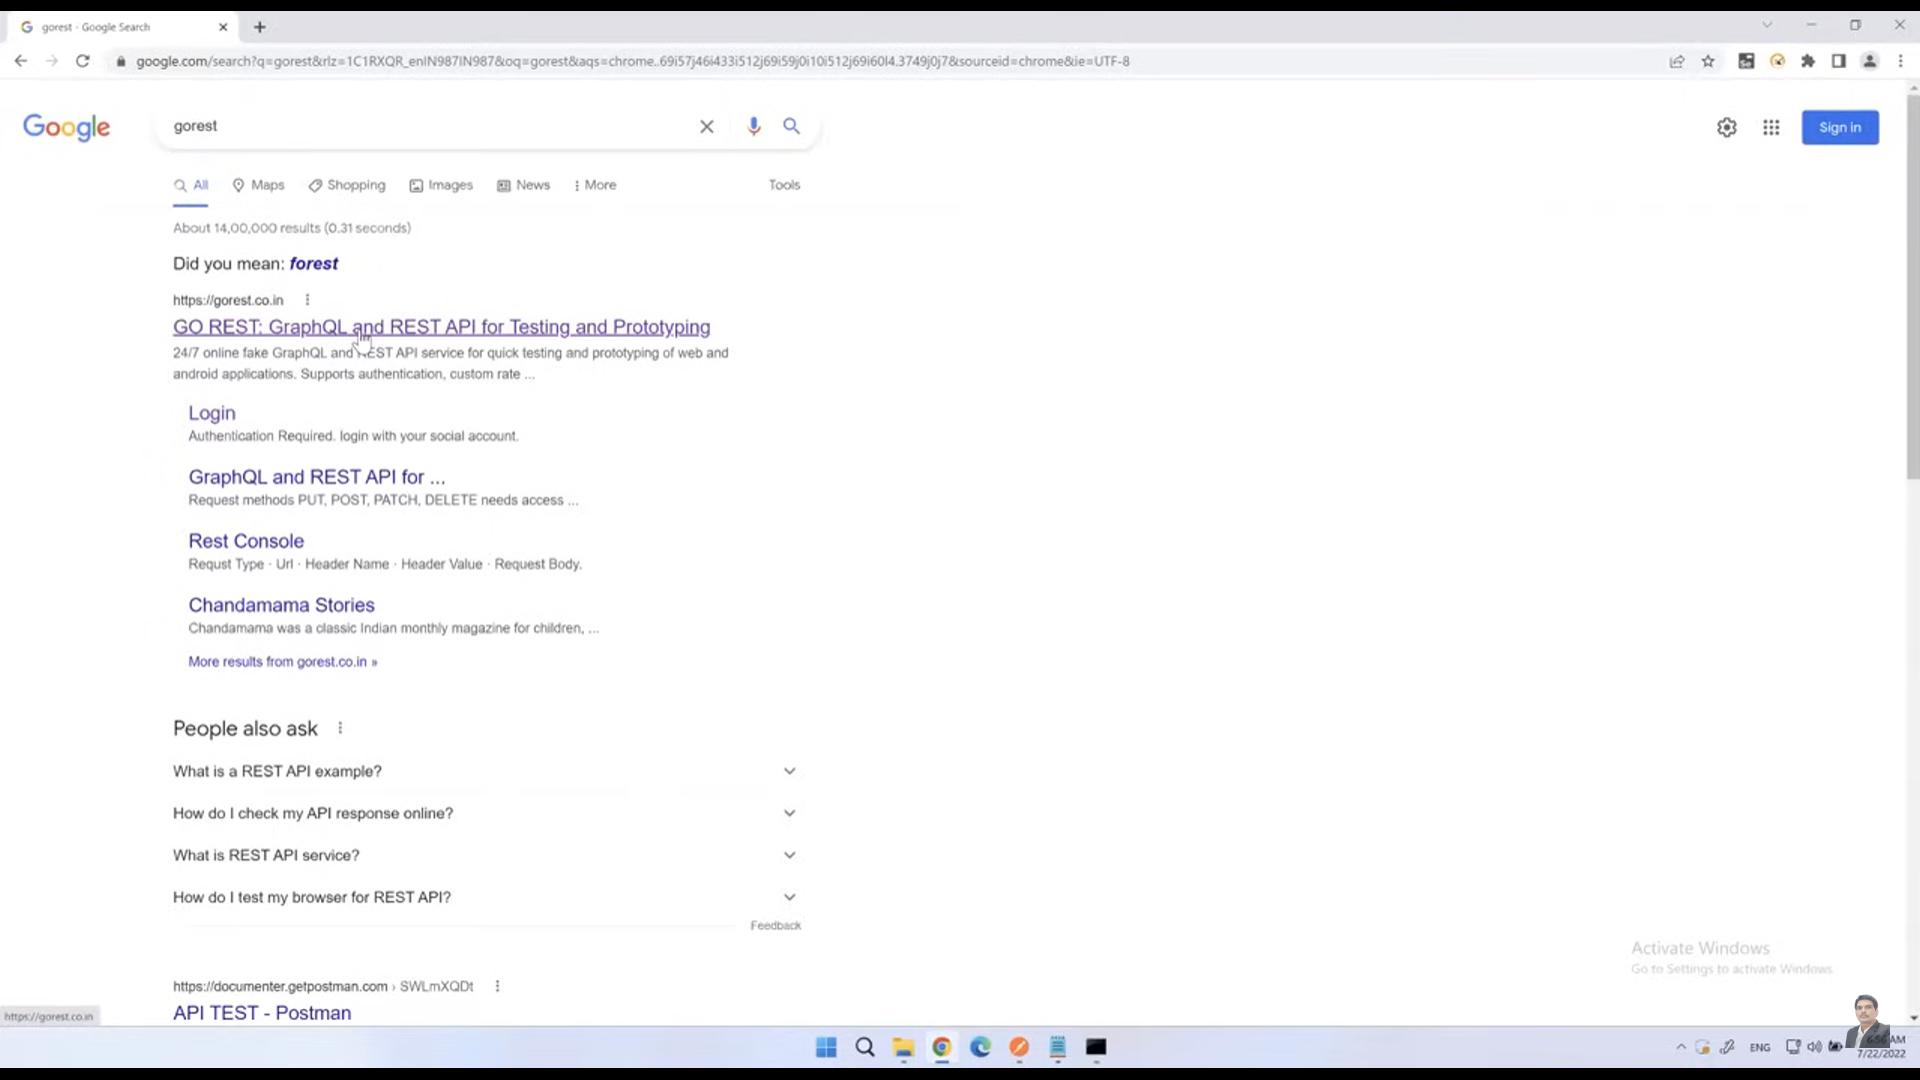 gorest - Google Search
google.com/search?q=gorest&rlz=1C1RXQR_enIN987IN987&oq=gorest&aqs=chrome..69i57j46i433i512j69i59j0i10i512j69i60l4.3749j0j7&sourceid=chrome&ie=UTF-8
Google
gorest
Sign in
All Maps Shopping Images News More Tools
About 14,00,000 results (0.31 seconds)
Did you mean: forest
https://gorest.co.in
GO REST: GraphQL and REST API for Testing and Prototyping
24/7 online fake GraphQL and REST API service for quick testing and prototyping of web and
android applications. Supports authentication, custom rate ...
Login
Authentication Required. login with your social account.
GraphQL and REST API for ...
Request methods PUT, POST, PATCH, DELETE needs access ...
Rest Console
Requst Type · Url · Header Name · Header Value · Request Body.
Chandamama Stories
Chandamama was a classic Indian monthly magazine for children, ...
More results from gorest.co.in »
People also ask
What is a REST API example?
How do I check my API response online?
What is REST API service?
How do I test my browser for REST API?
Feedback
Activate Windows
Go to Settings to activate Windows.
https://documenter.getpostman.com › SWLmXQDt
API TEST - Postman
https://gorest.co.in
ENG
AM
7/22/2022